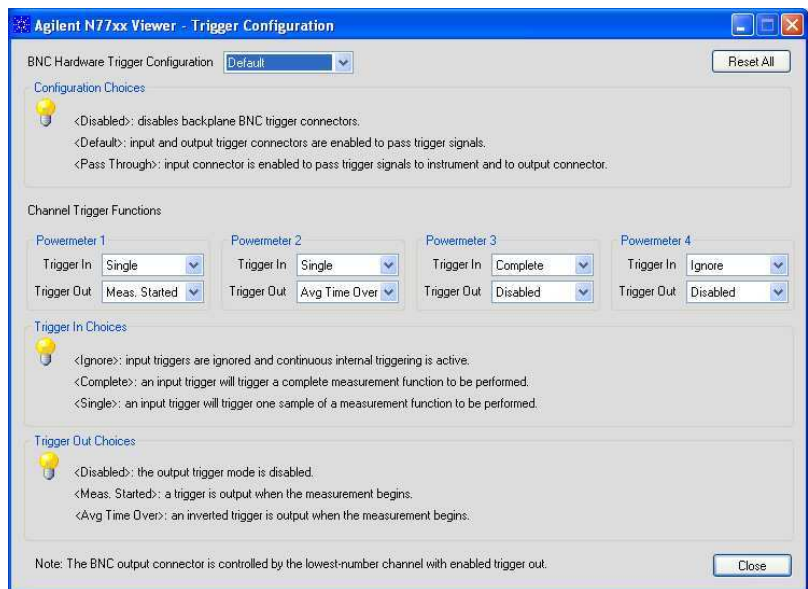 Agilent N77xx Viewer - Trigger Configuration
BNC Hardware Trigger Configuration Default Reset All
Configuration Choices
<Disabled>: disables backplane BNC trigger connectors.
<Default>: input and output trigger connectors are enabled to pass trigger signals.
<Pass Through>: input connector is enabled to pass trigger signals to instrument and to output connector.
Channel Trigger Functions
Powermeter 1 Powermeter 2 Powermeter 3 Powermeter 4
Trigger In Single Trigger In Single Trigger In Complete Trigger In Ignore
Trigger Out Meas. Started Trigger Out Avg Time Over Trigger Out Disabled Trigger Out Disabled
Trigger In Choices
<Ignore>: input triggers are ignored and continuous internal triggering is active.
<Complete>: an input trigger will trigger a complete measurement function to be performed.
<Single>: an input trigger will trigger one sample of a measurement function to be performed.
Trigger Out Choices
<Disabled>: the output trigger mode is disabled.
<Meas. Started>: a trigger is output when the measurement begins.
<Avg Time Over>: an inverted trigger is output when the measurement begins.
Note: The BNC output connector is controlled by the lowest-number channel with enabled trigger out. Close